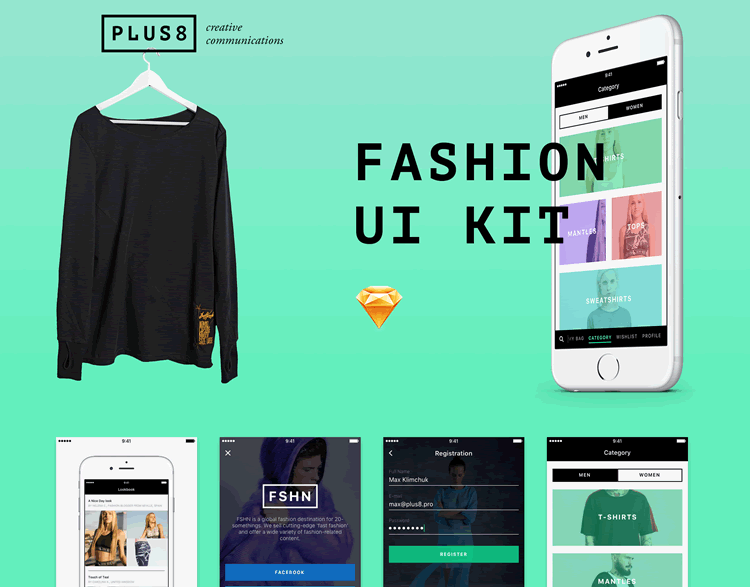 PLUS8
creative
communications
FASHION
UI KIT
9:41
Category
MEN
WOMEN
SHIRTS
MANTLES
TOPS
SWEATSHIRTS
MY BAG CATEGORY WISHLIST PROFILE
9:41
Lookbook
A Nice Day look
Touch of Teal
9:41
FSHN
FSHN is a global fashion destination for 20-
somethings. We sell cutting-edge 'fast fashion'
and offer a wide variety of fashion-related
content.
FACEBOOK
9:41
Registration
Full Name
Max Klimchuk
E-mail
max@plus8.pro
Password
REGISTER
9:41
Category
MEN
WOMEN
T-SHIRTS
MANTLES